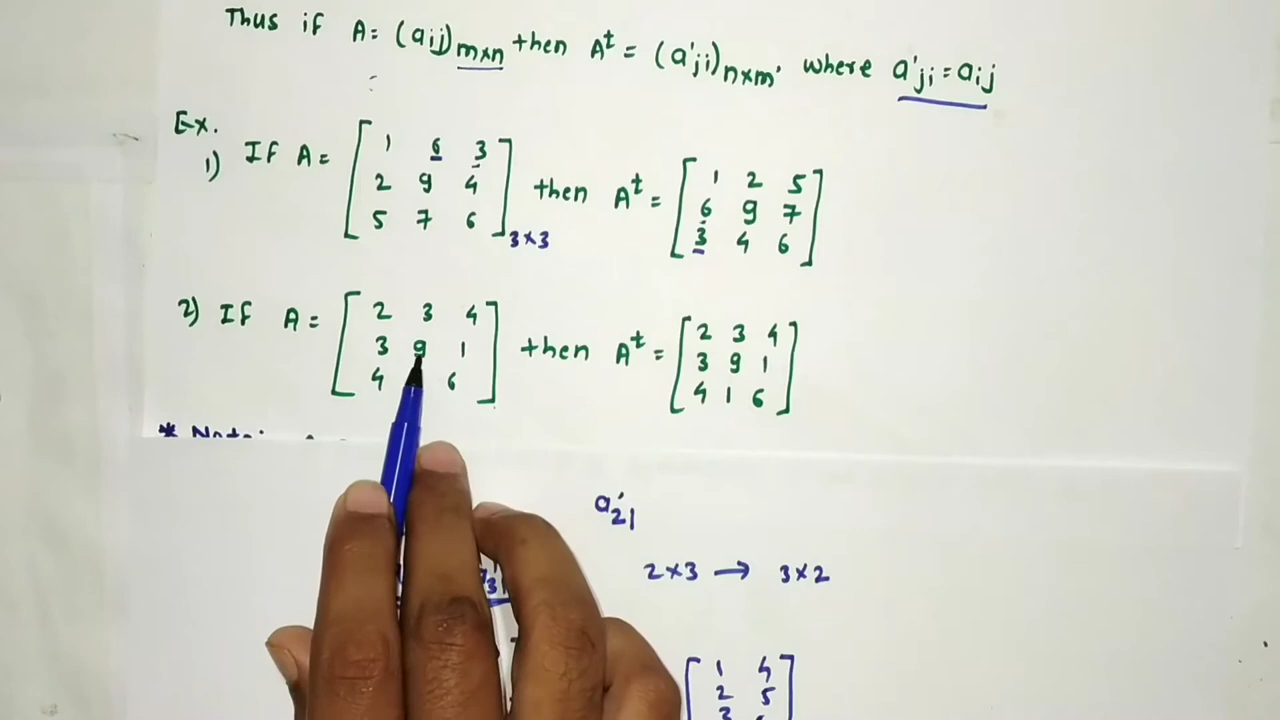 Thus if A = (aij)m×n then Aᵗ = (a'ji)n×m, where a'ji = aij
Ex.
1) If A = [ 1 6 3
2 9 4
5 7 6 ]3×3 then Aᵗ = [ 1 2 5
6 9 7
3 4 6 ]
2) If A = [ 2 3 4
3 9 1
4 6 ] then Aᵗ = [ 2 3 4
3 9 1
4 1 6 ]
a'21
2×3 → 3×2
[ 1 4
2 5